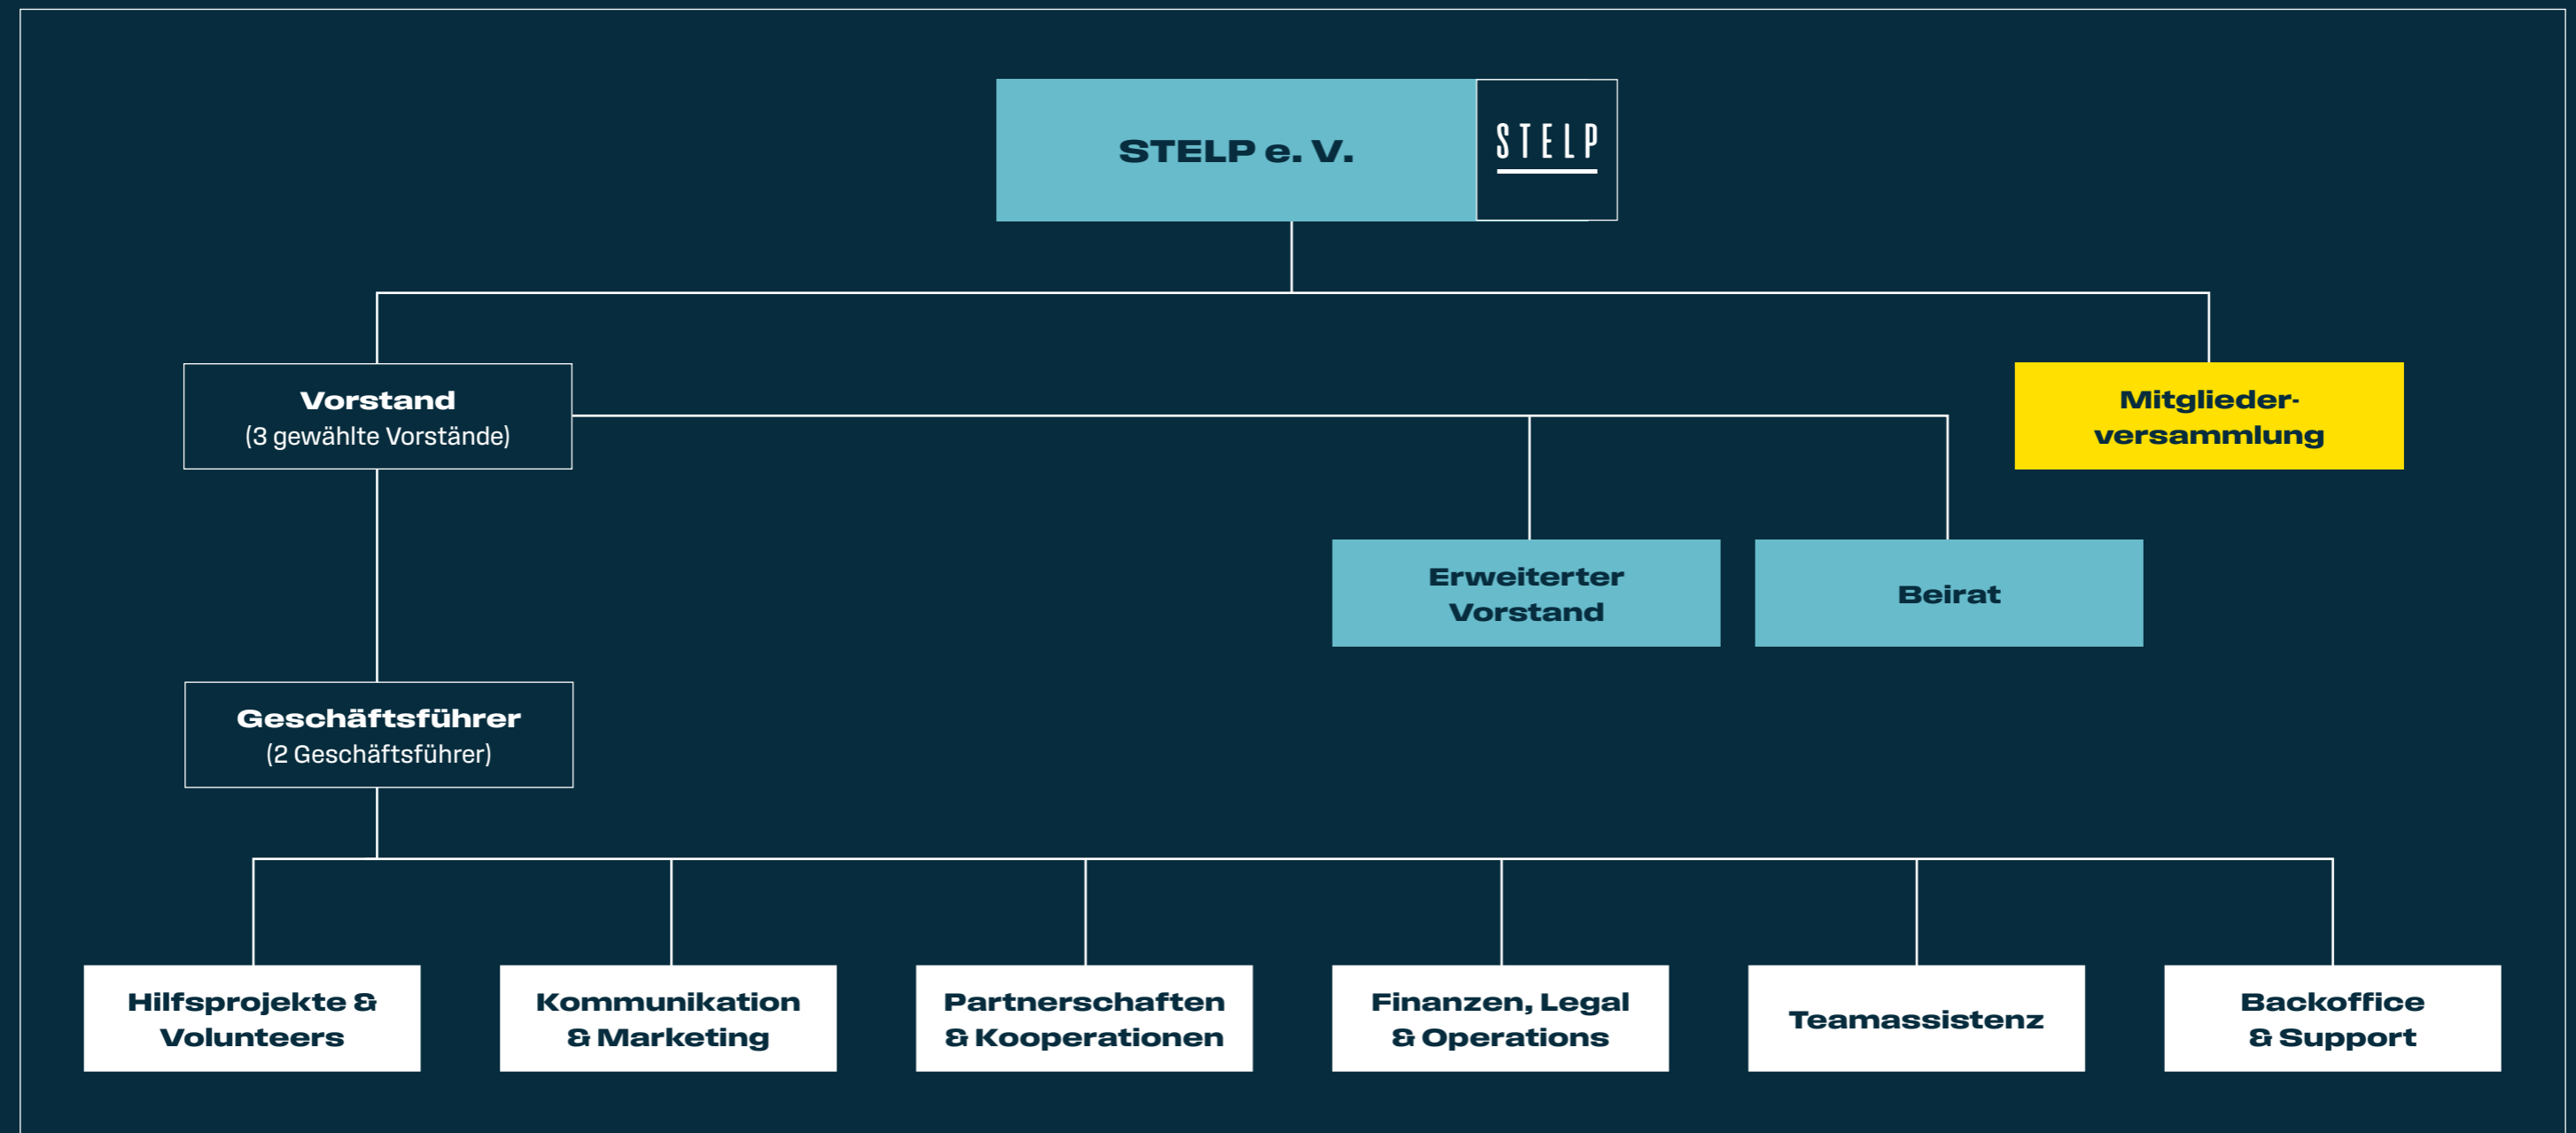 STELP e. V.
STELP
Vorstand
(3 gewählte Vorstände)
Mitglieder-
versammlung
Erweiterter
Vorstand
Beirat
Geschäftsführer
(2 Geschäftsführer)
Hilfsprojekte &
Volunteers
Kommunikation
& Marketing
Partnerschaften
& Kooperationen
Finanzen, Legal
& Operations
Teamassistenz
Backoffice
& Support